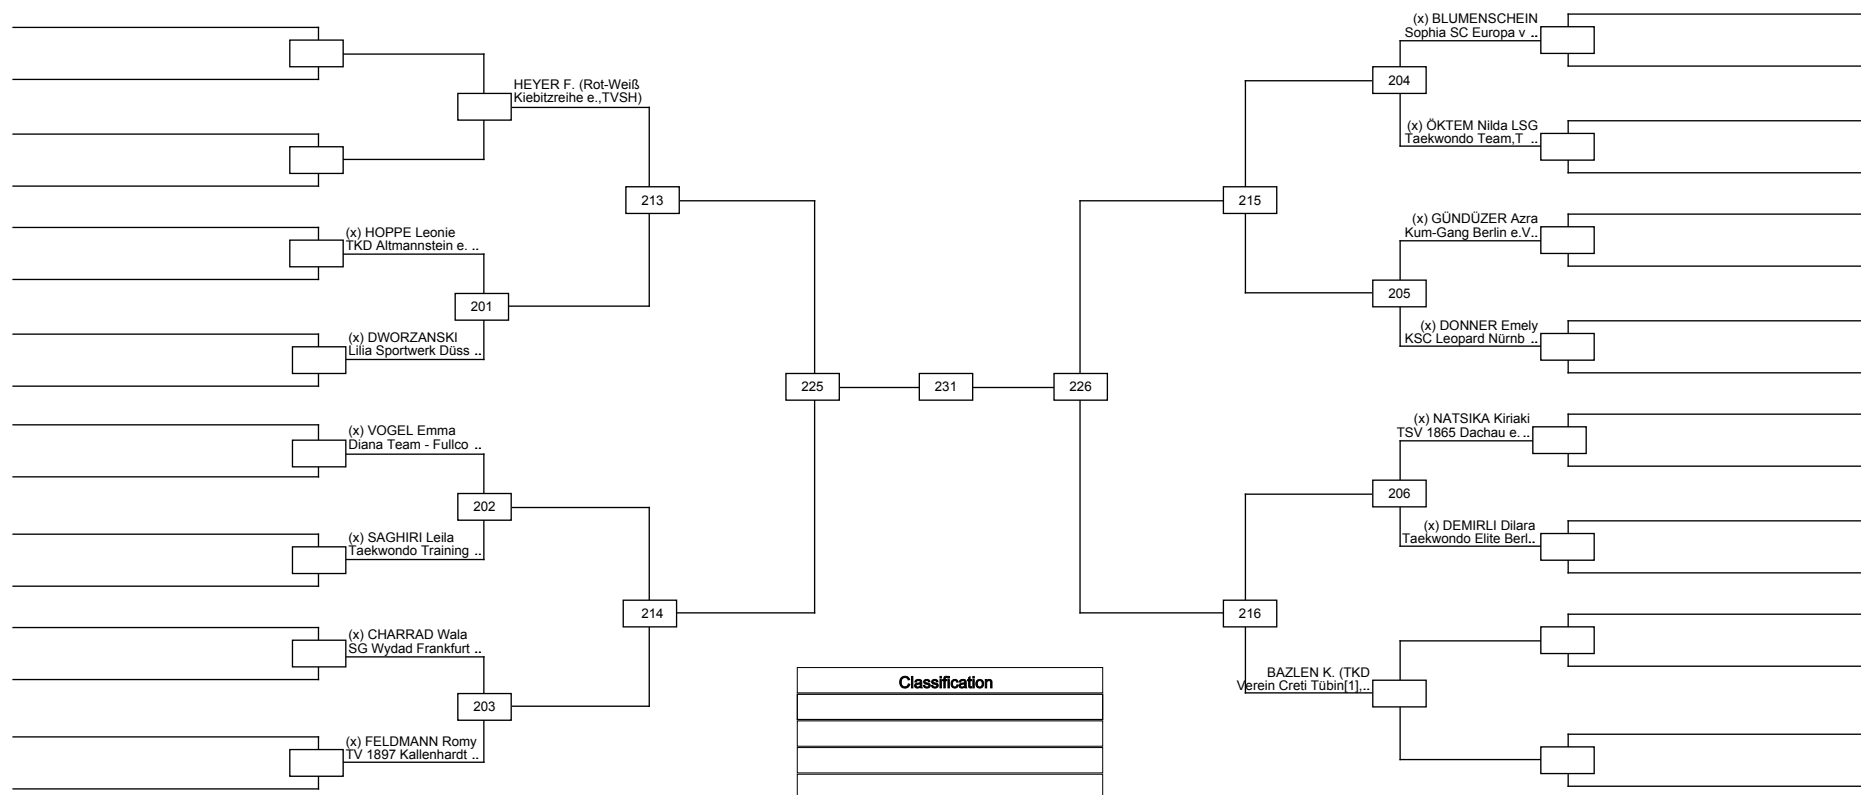 HEYER F. (Rot-Weiß
Kiebitzreihe e.,TVSH)
213
(x) HOPPE Leonie
TKD Altmannstein e. ..
201
(x) DWORZANSKI
Lilia Sportwerk Düss ..
225
(x) VOGEL Emma
Diana Team - Fullco ..
202
(x) SAGHIRI Leila
Taekwondo Training ..
214
(x) CHARRAD Wala
SG Wydad Frankfurt ..
203
(x) FELDMANN Romy
TV 1897 Kallenhardt ..
231
Classification
(x) BLUMENSCHEIN
Sophia SC Europa v ..
204
(x) ÖKTEM Nilda LSG
Taekwondo Team,T ..
215
(x) GÜNDÜZER Azra
Kum-Gang Berlin e.V..
205
(x) DONNER Emely
KSC Leopard Nürnb ..
226
(x) NATSIKA Kiriaki
TSV 1865 Dachau e. ..
206
(x) DEMIRLI Dilara
Taekwondo Elite Berl..
216
BAZLEN K. (TKD
Verein Creti Tübin[1],..